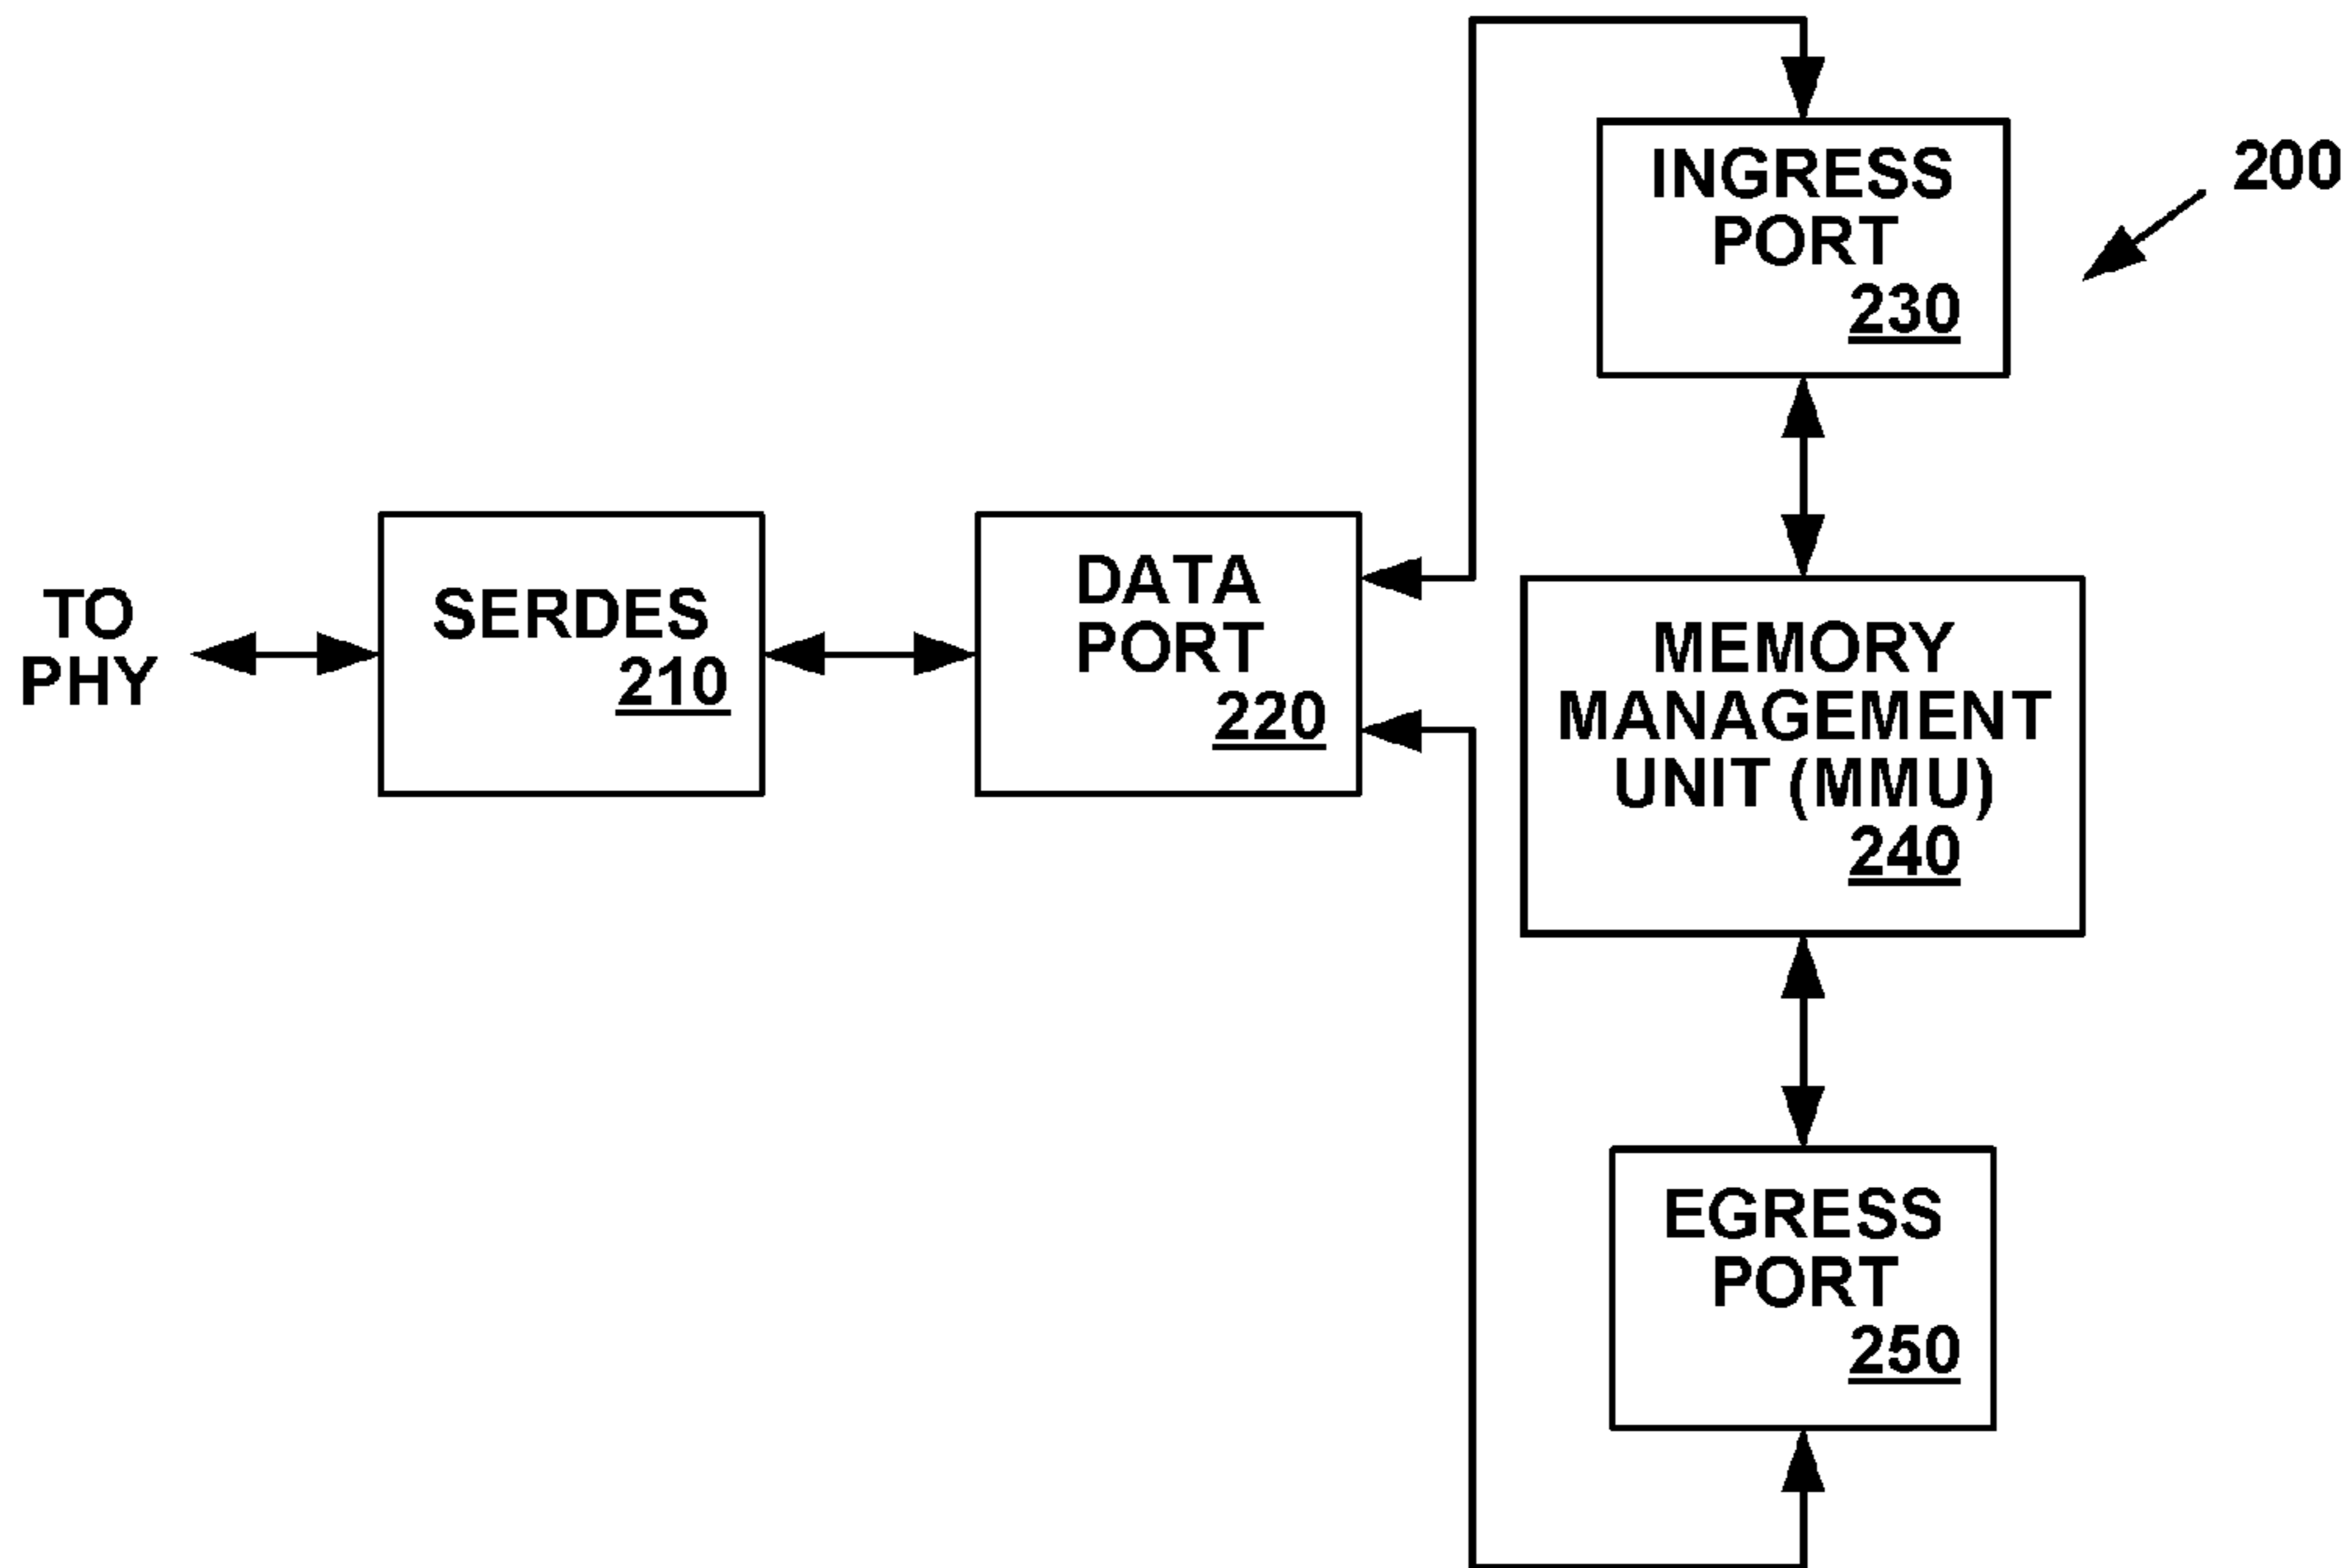 TO
PHY
SERDES
210
DATA
PORT
220
INGRESS
PORT
230
200
MEMORY
MANAGEMENT
UNIT (MMU)
240
EGRESS
PORT
250